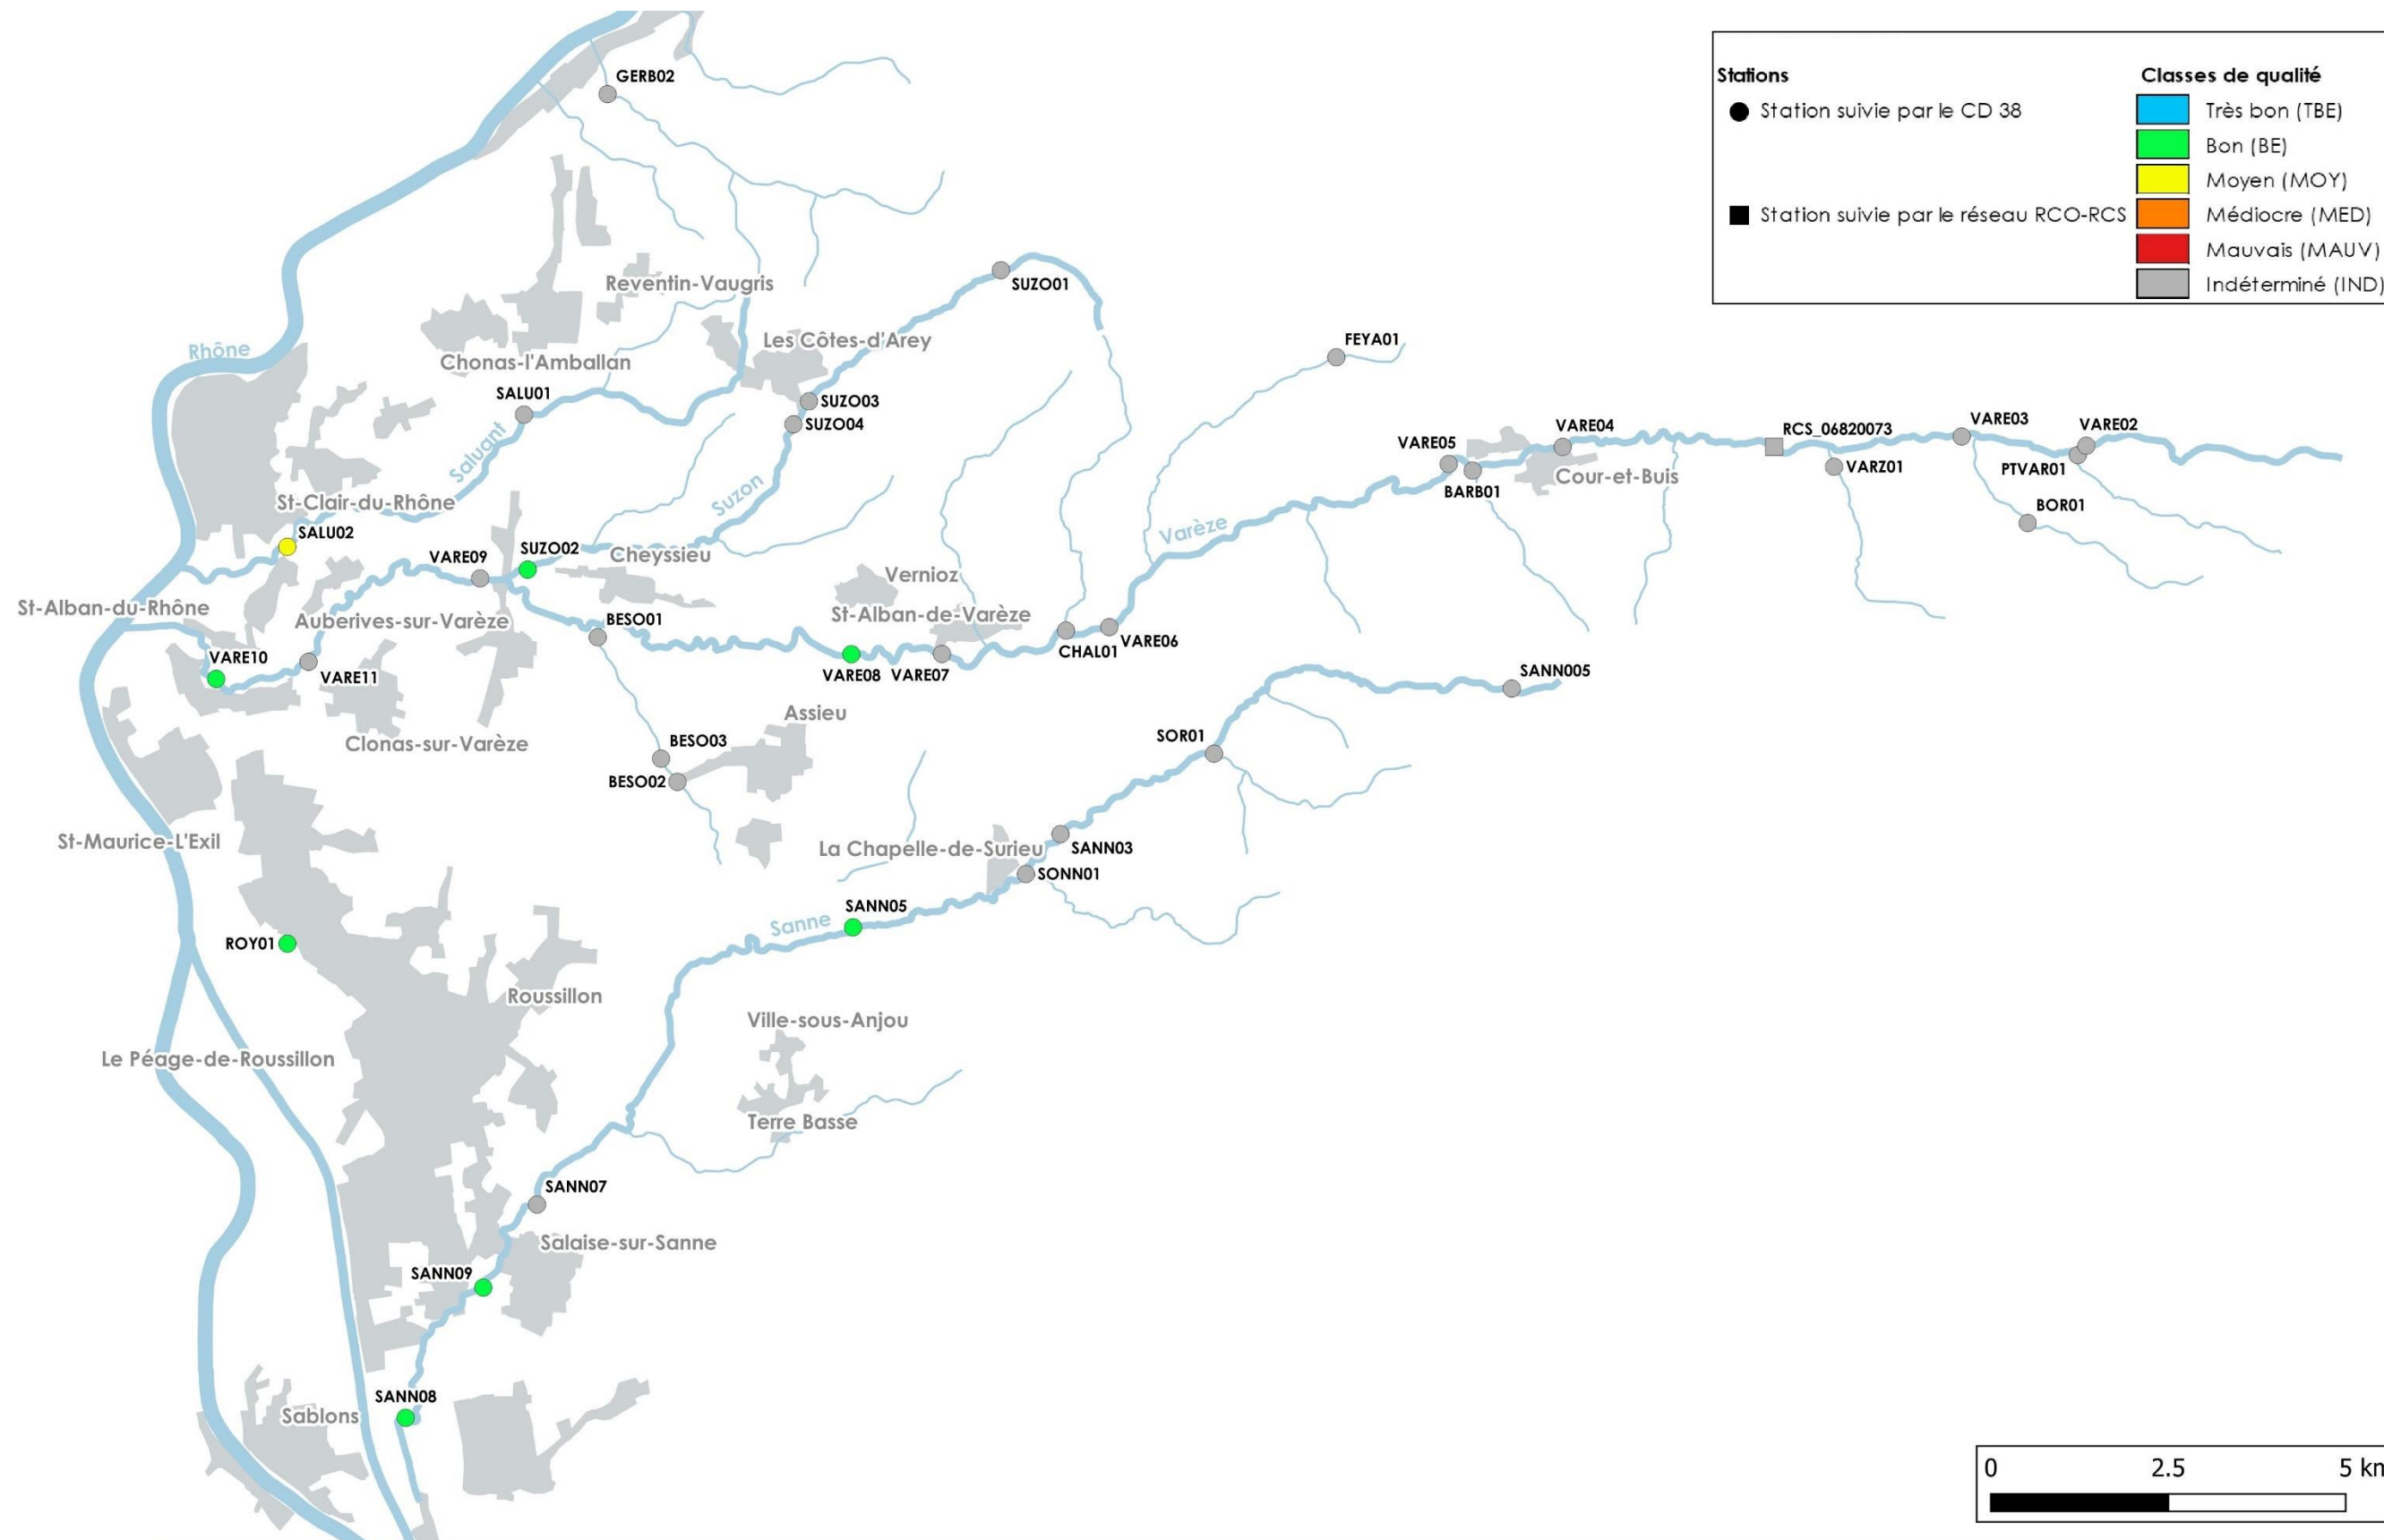 GERB02
Stations
Classes de qualité
Station suivie par le CD 38
Très bon (TBE)
Bon (BE)
Moyen (MOY)
Station suivie par le réseau RCO-RCS
Médiocre (MED)
Mauvais (MAUV)
Indéterminé (IND)
Reventin-Vaugris
SUZO01
Rhône
Chonas-l'Amballan
Les Côtes-d'Arey
FEYA01
SALU01
SUZO03
SUZO04
Saluant
VARE05
VARE04
RCS_06820073
VARE03
VARE02
BARB01
Cour-et-Buis
VARZ01
PTVAR01
BOR01
St-Clair-du-Rhône
Suzon
Varèze
SALU02
VARE09
SUZO02
Cheyssieu
Vernioz
St-Alban-du-Rhône
Auberives-sur-Varèze
BESO01
St-Alban-de-Varèze
VARE10
VARE11
VARE08
VARE07
CHAL01
VARE06
SANN005
Clonas-sur-Varèze
Assieu
BESO03
BESO02
SOR01
St-Maurice-L'Exil
La Chapelle-de-Surieu
SANN03
SONN01
SANN05
Sanne
ROY01
Roussillon
Ville-sous-Anjou
Le Péage-de-Roussillon
Terre Basse
SANN07
Salaise-sur-Sanne
SANN09
SANN08
Sablons
0 2.5 5 km